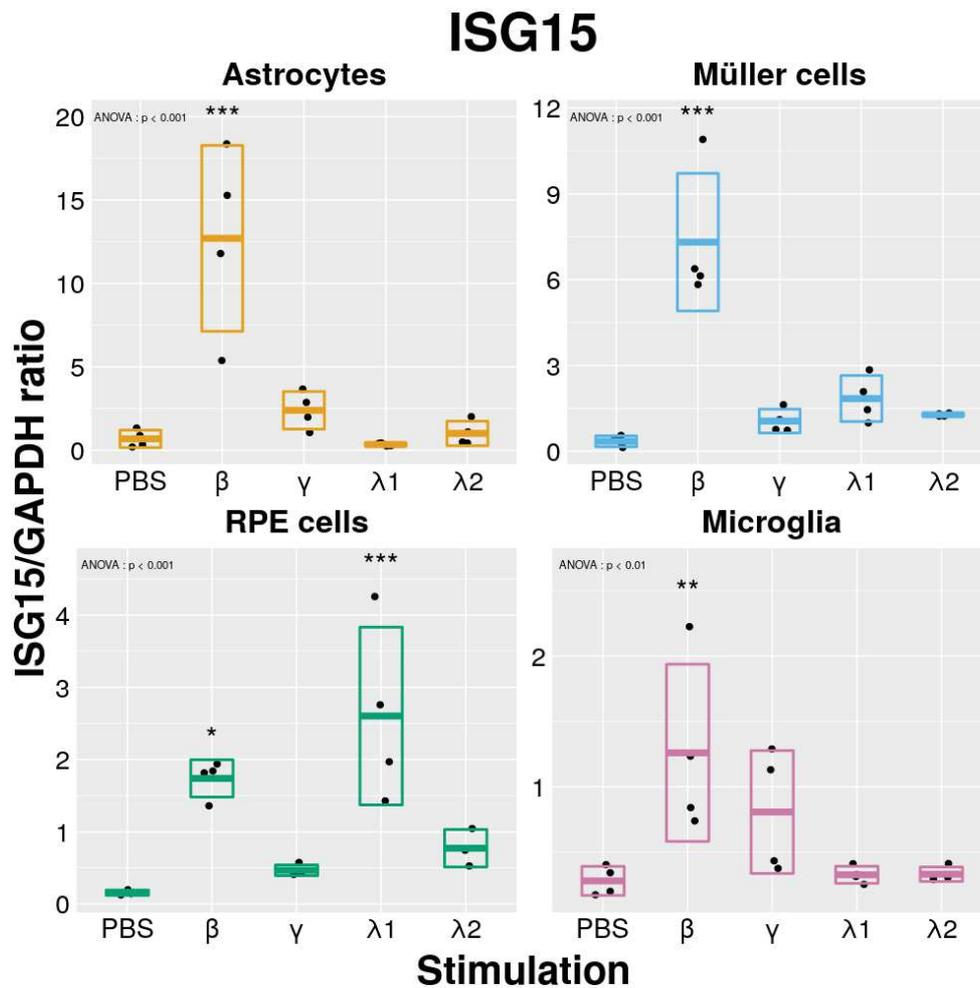 ISG15
Astrocytes
Müller cells
ISG15/GAPDH ratio
20
15
10
5
0
ANOVA : p < 0.001
***
PBS β γ λ1 λ2
12
9
6
3
0
ANOVA : p < 0.001
***
PBS β γ λ1 λ2
RPE cells
Microglia
4
3
2
1
0
ANOVA : p < 0.001
*
***
PBS β γ λ1 λ2
2
1
ANOVA : p < 0.01
**
PBS β γ λ1 λ2
Stimulation